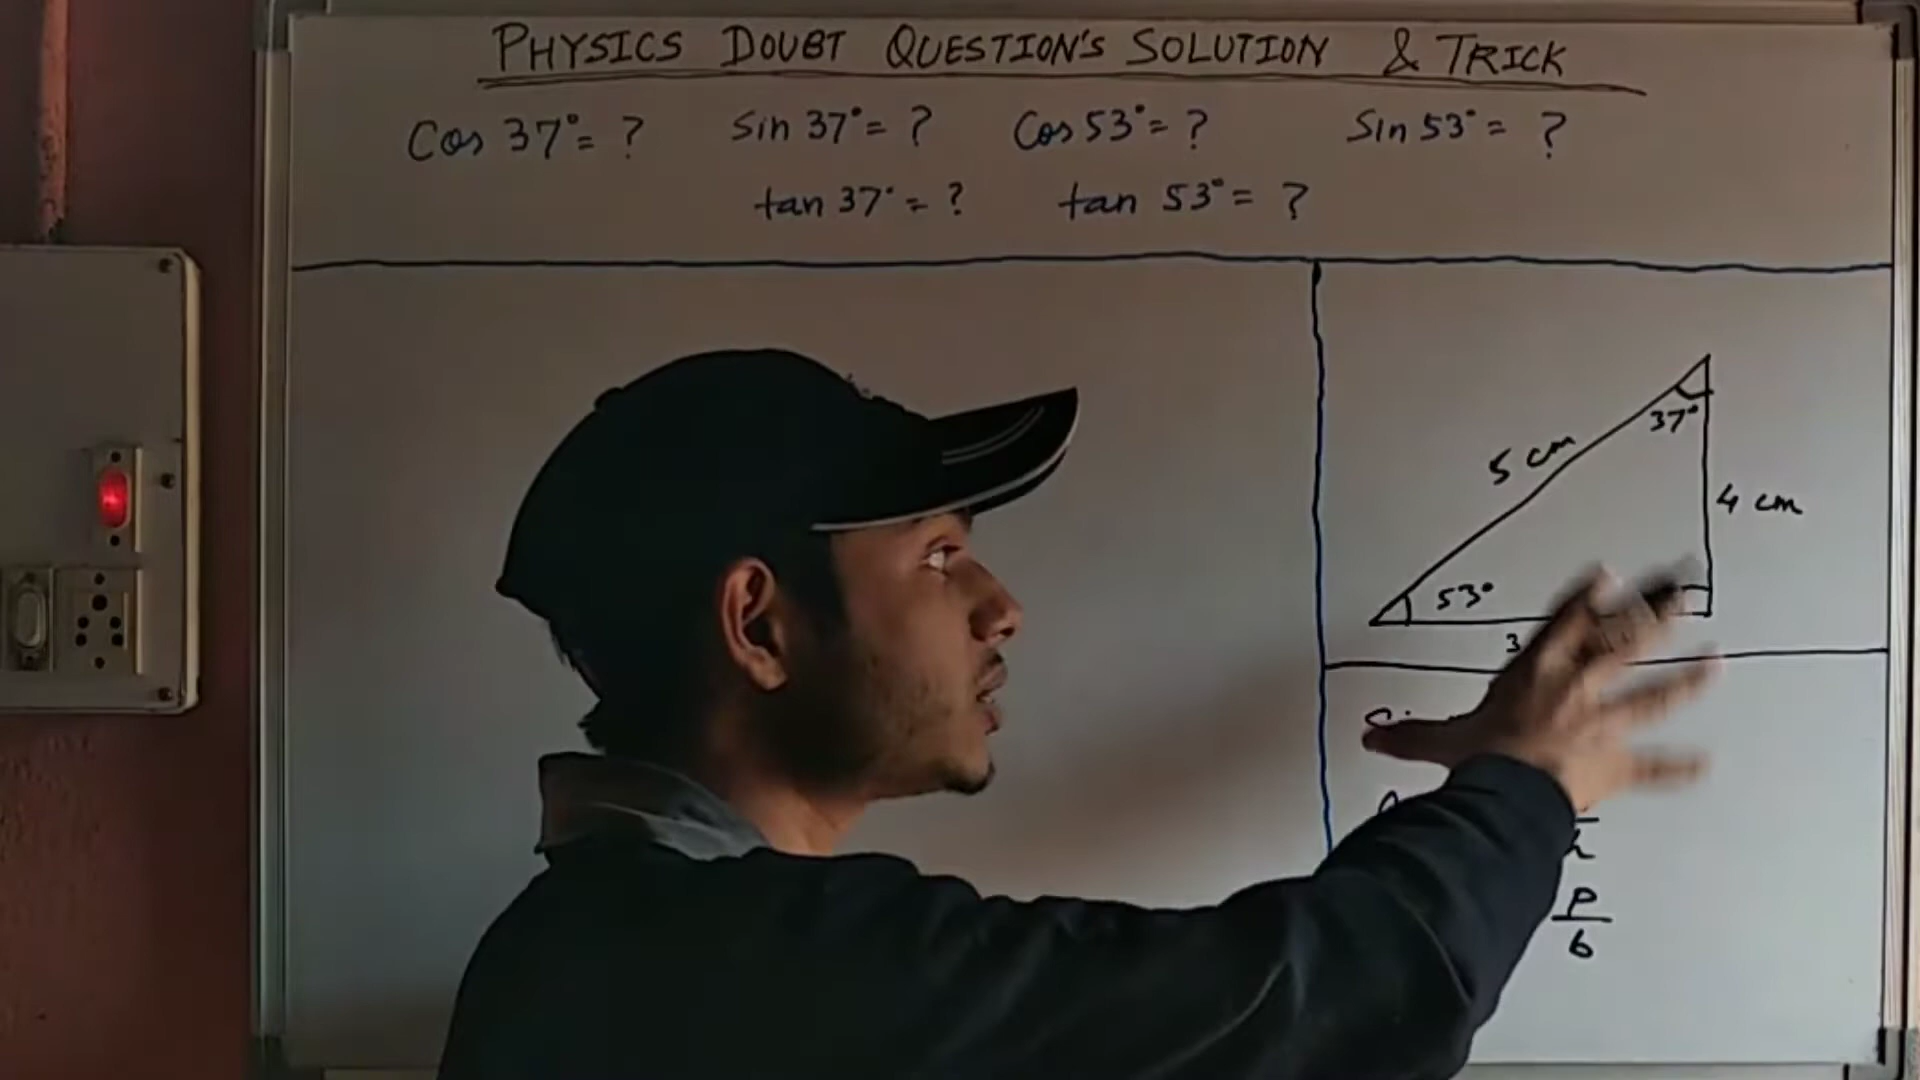 PHYSICS DOUBT QUESTION'S SOLUTION & TRICK
Cos 37° = ? Sin 37° = ? Cos 53° = ? Sin 53° = ?
tan 37° = ? tan 53° = ?
37°
5 cm
4 cm
53°
3
h
P
b